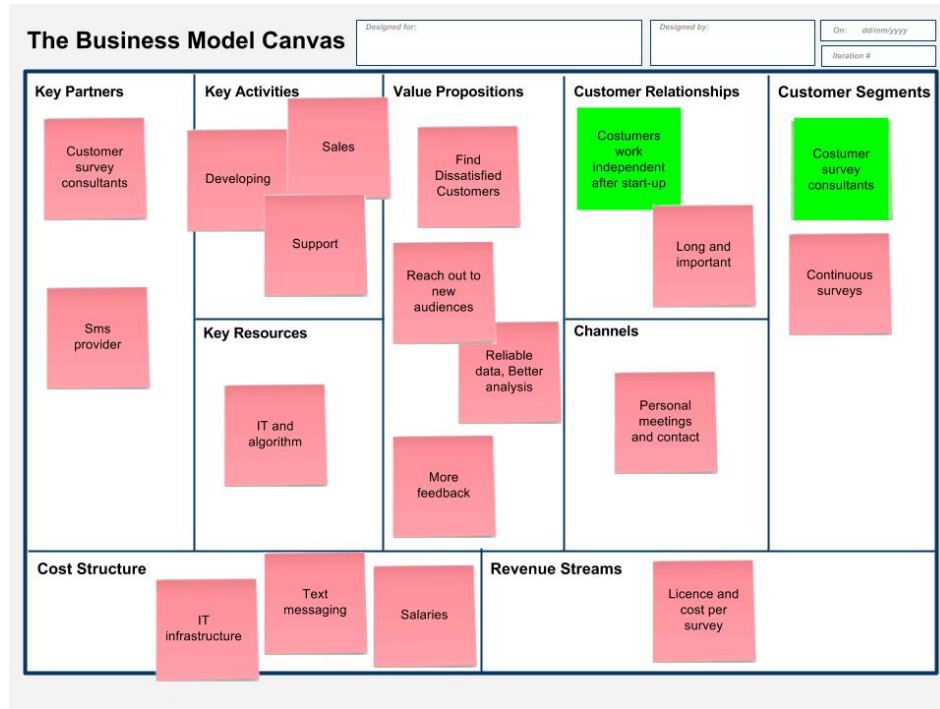 The Business Model Canvas
Designed for:
Designed by:
On: dd/mm/yyyy
Iteration #
Key Partners
Customer
survey
consultants
Sms
provider
Key Activities
Developing
Sales
Support
Key Resources
IT and
algorithm
Value Propositions
Find
Dissatisfied
Customers
Reach out to
new
audiences
Reliable
data, Better
analysis
More
feedback
Customer Relationships
Costumers
work
independent
after start-up
Long and
important
Channels
Personal
meetings
and contact
Customer Segments
Costumer
survey
consultants
Continuous
surveys
Cost Structure
IT
infrastructure
Text
messaging
Salaries
Revenue Streams
Licence and
cost per
survey